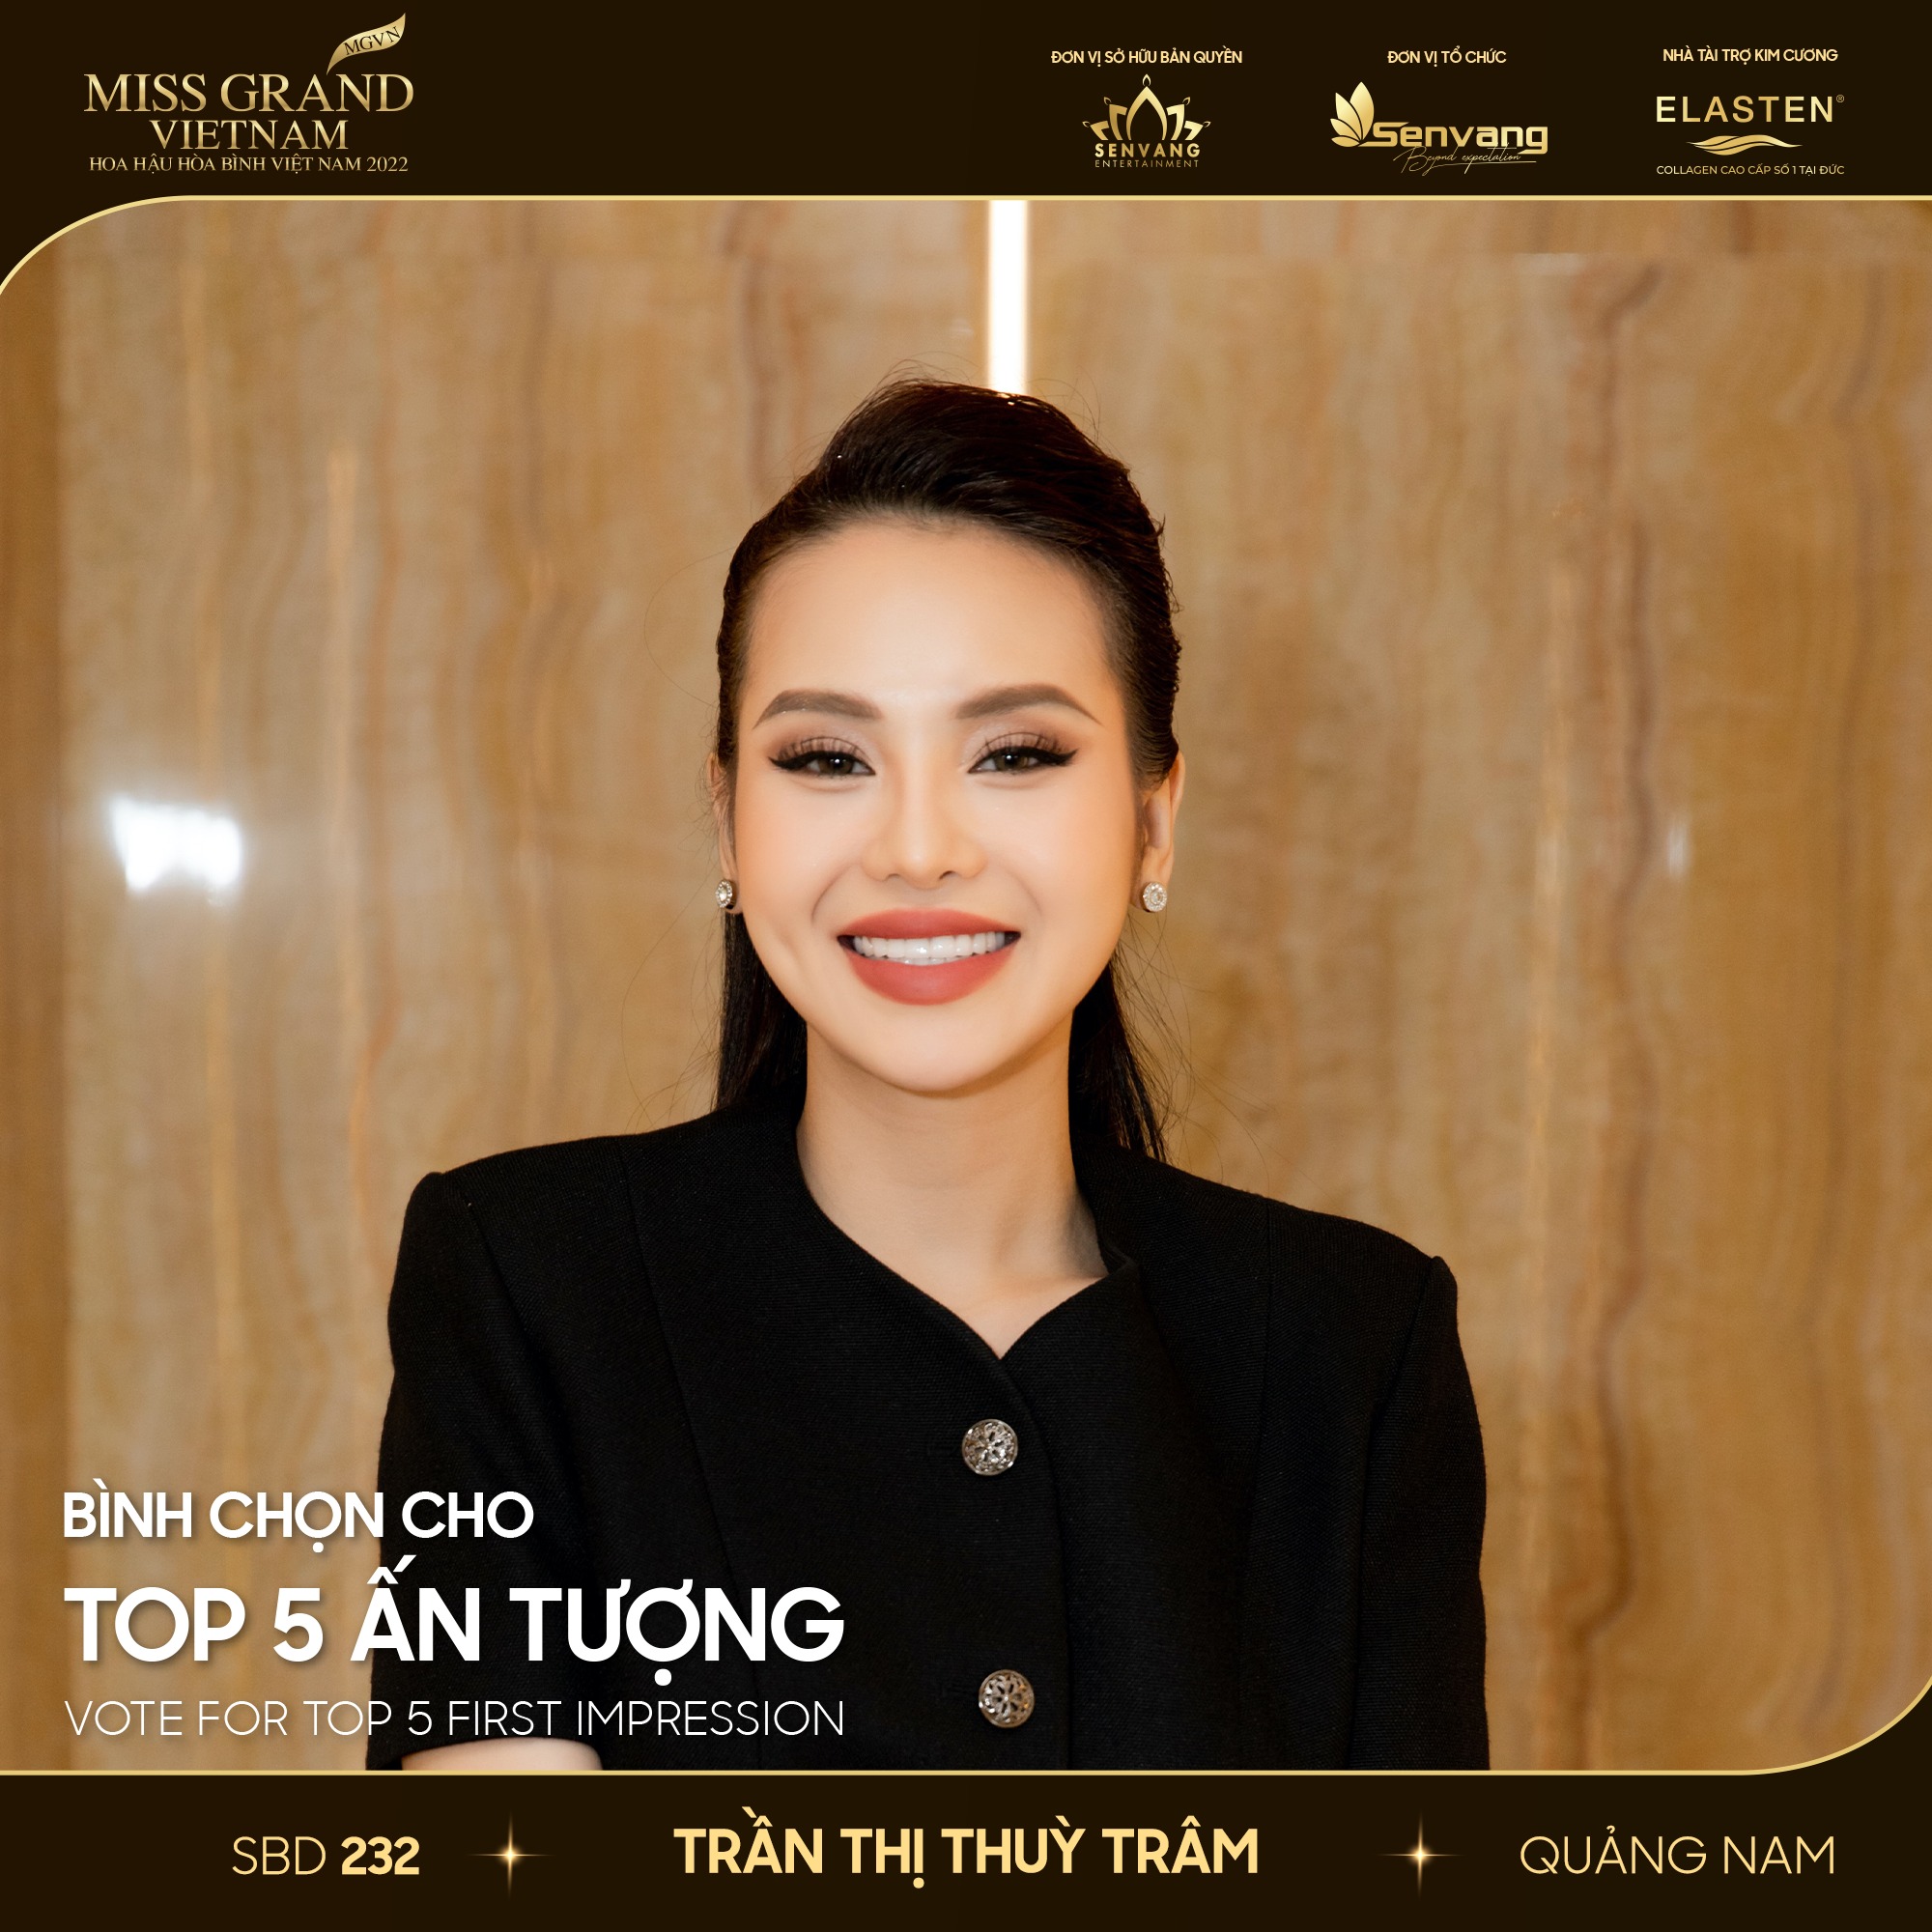 MGVN
MISS GRAND
VIETNAM
HOA HẬU HÒA BÌNH VIỆT NAM 2022
ĐƠN VỊ SỞ HỮU BẢN QUYỀN
SENVANG
ENTERTAINMENT
ĐƠN VỊ TỔ CHỨC
Senvang
Beyond expectation
NHÀ TÀI TRỢ KIM CƯƠNG
ELASTEN®
COLLAGEN CAO CẤP SỐ 1 TẠI ĐỨC
BÌNH CHỌN CHO
TOP 5 ẤN TƯỢNG
VOTE FOR TOP 5 FIRST IMPRESSION
SBD 232
TRẦN THỊ THUỲ TRÂM
QUẢNG NAM